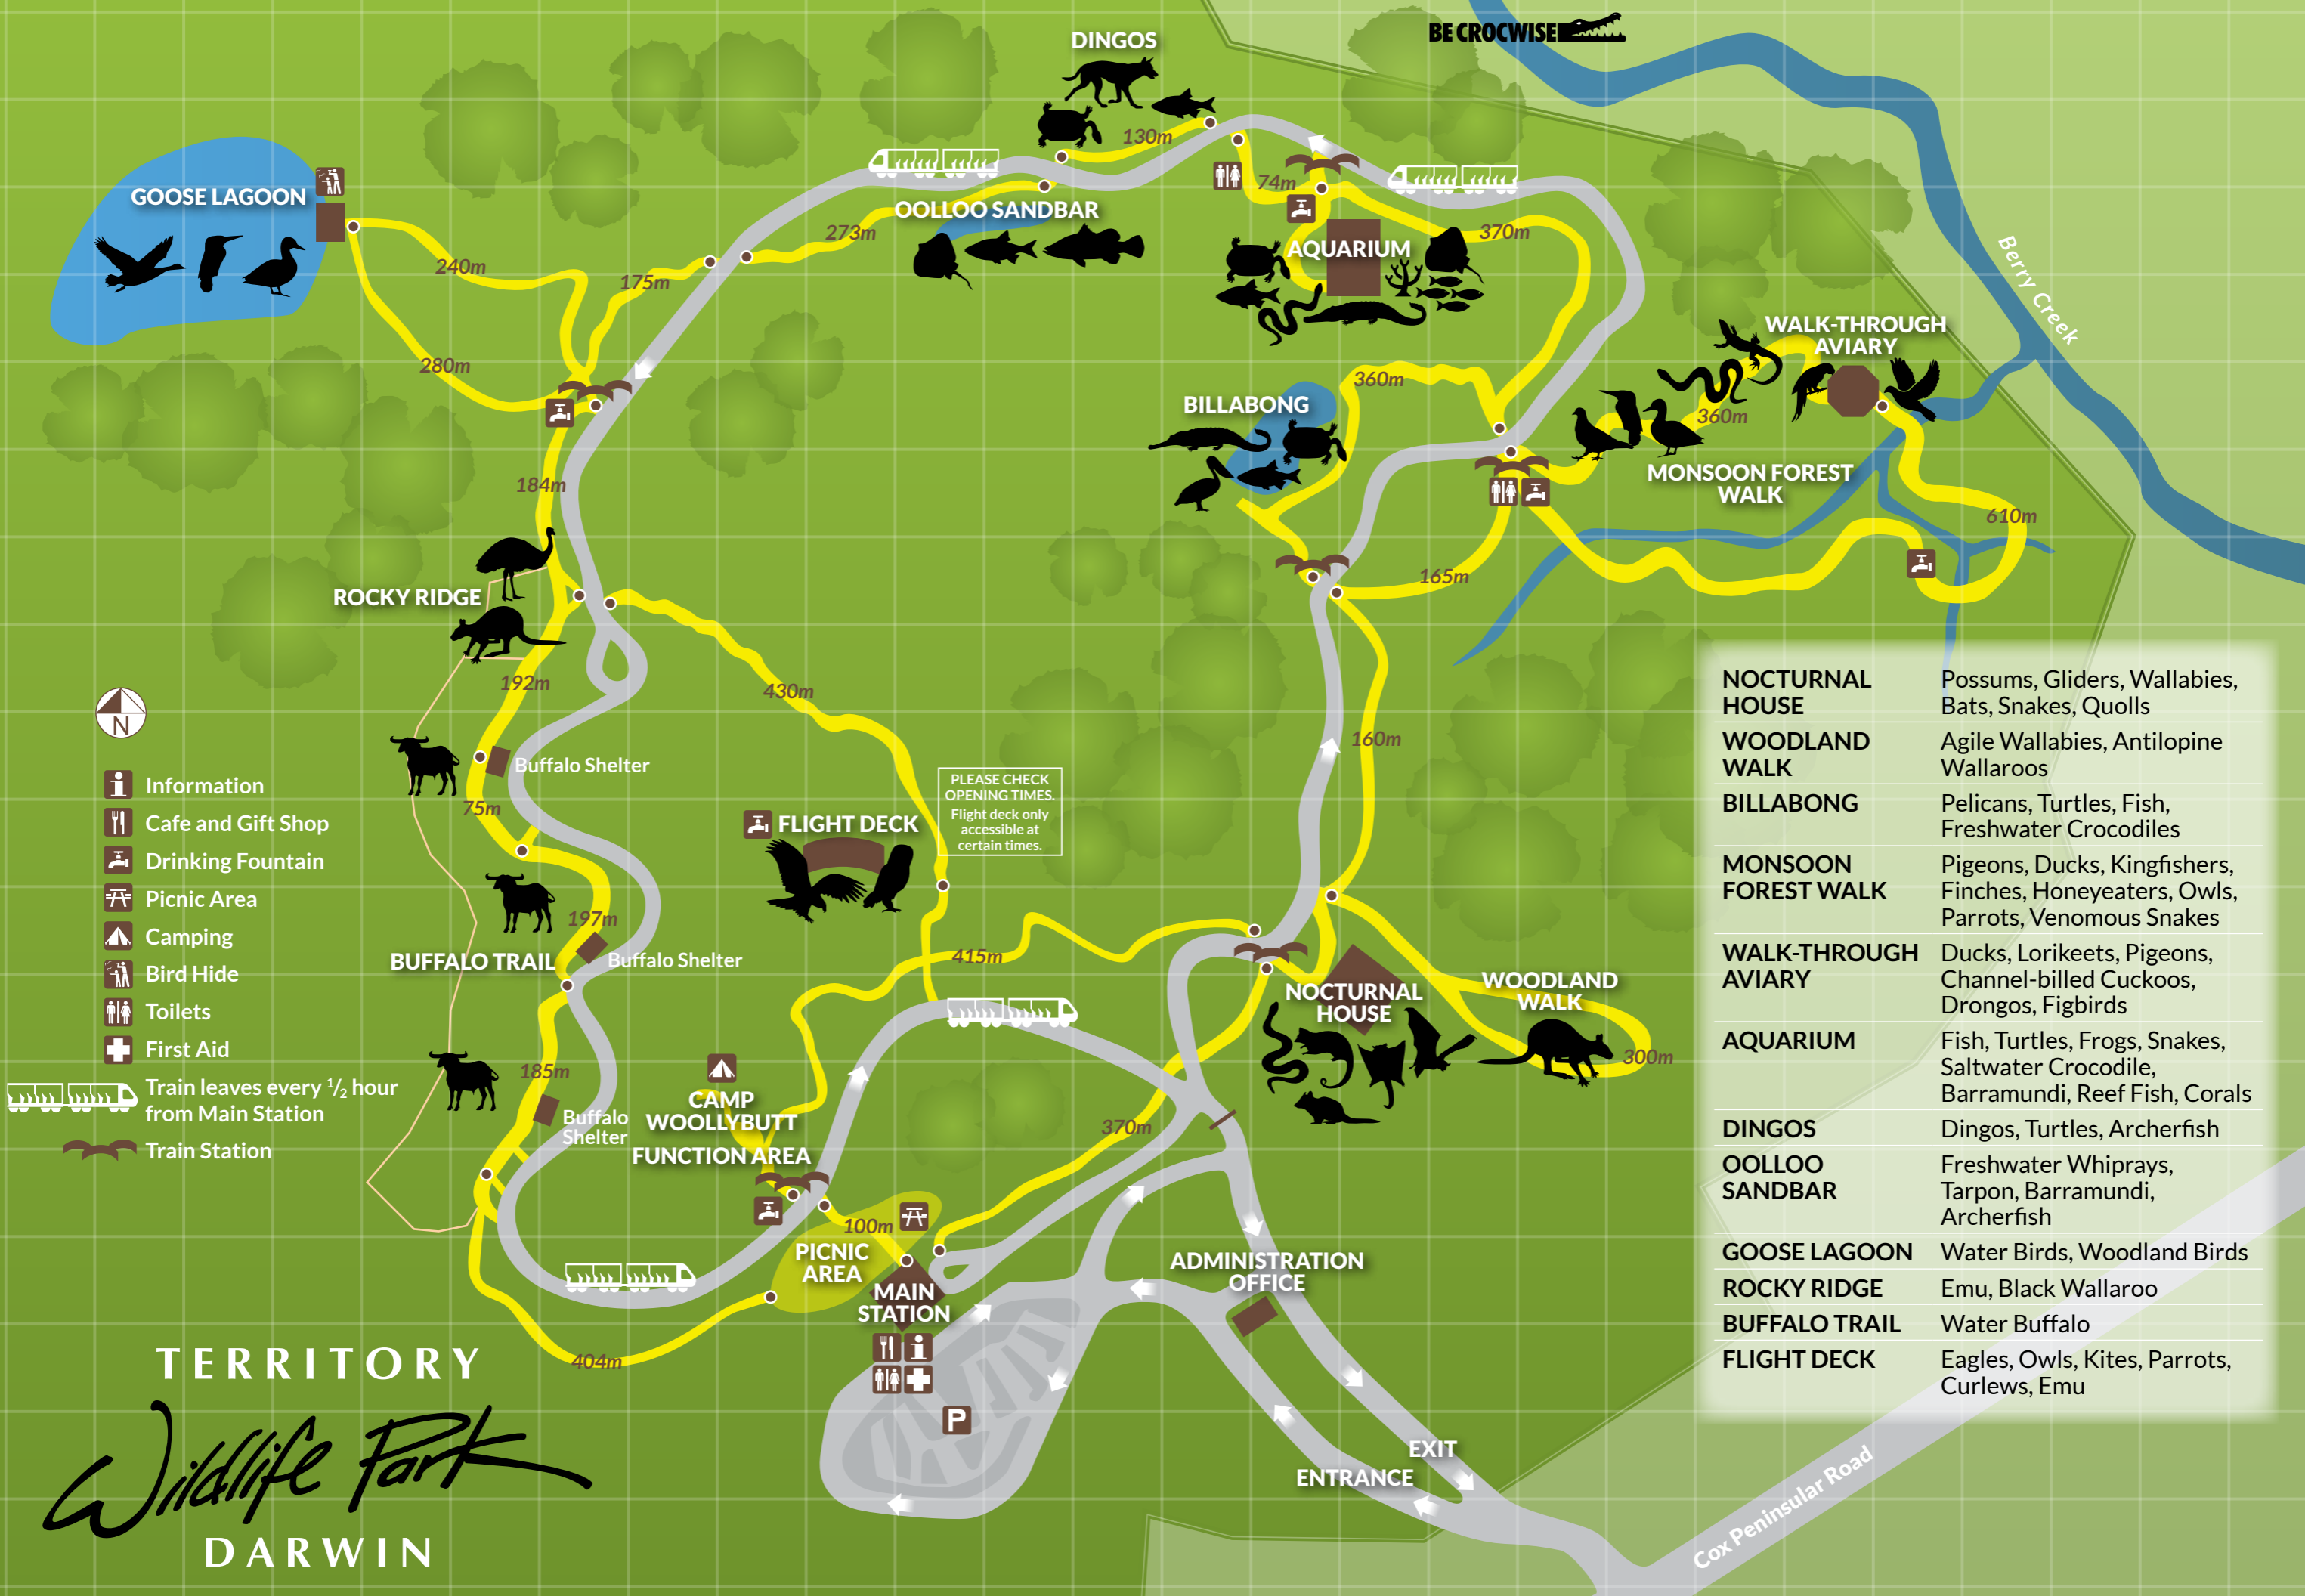 BE CROCWISE
DINGOS
130m
GOOSE LAGOON
OOLLOO SANDBAR
273m
74m
AQUARIUM
370m
240m
175m
280m
Berry Creek
WALK-THROUGH
AVIARY
BILLABONG
360m
360m
MONSOON FOREST
WALK
184m
610m
165m
ROCKY RIDGE
192m
430m
160m
N
Buffalo Shelter
75m
PLEASE CHECK
OPENING TIMES.
Flight deck only
accessible at
certain times.
FLIGHT DECK
Information
Cafe and Gift Shop
Drinking Fountain
Picnic Area
Camping
Bird Hide
Toilets
First Aid
Train leaves every 1/2 hour
from Main Station
Train Station
197m
BUFFALO TRAIL
Buffalo Shelter
415m
NOCTURNAL
HOUSE
WOODLAND
WALK
300m
185m
Buffalo
Shelter
CAMP
WOOLLYBUTT
FUNCTION AREA
370m
100m
PICNIC
AREA
MAIN
STATION
ADMINISTRATION
OFFICE
404m
P
EXIT
ENTRANCE
Cox Peninsular Road
NOCTURNAL HOUSE Possums, Gliders, Wallabies,
Bats, Snakes, Quolls
WOODLAND WALK Agile Wallabies, Antilopine
Wallaroos
BILLABONG Pelicans, Turtles, Fish,
Freshwater Crocodiles
MONSOON FOREST WALK Pigeons, Ducks, Kingfishers,
Finches, Honeyeaters, Owls,
Parrots, Venomous Snakes
WALK-THROUGH AVIARY Ducks, Lorikeets, Pigeons,
Channel-billed Cuckoos,
Drongos, Figbirds
AQUARIUM Fish, Turtles, Frogs, Snakes,
Saltwater Crocodile,
Barramundi, Reef Fish, Corals
DINGOS Dingos, Turtles, Archerfish
OOLLOO SANDBAR Freshwater Whiprays,
Tarpon, Barramundi,
Archerfish
GOOSE LAGOON Water Birds, Woodland Birds
ROCKY RIDGE Emu, Black Wallaroo
BUFFALO TRAIL Water Buffalo
FLIGHT DECK Eagles, Owls, Kites, Parrots,
Curlews, Emu
TERRITORY
Wildlife Park
DARWIN